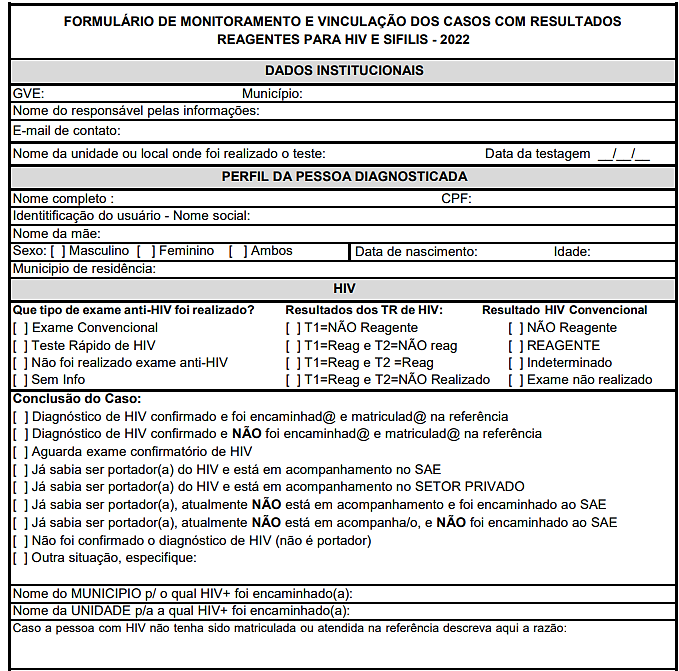 FORMULÁRIO DE MONITORAMENTO E VINCULAÇÃO DOS CASOS COM RESULTADOS
REAGENTES PARA HIV E SIFILIS - 2022
DADOS INSTITUCIONAIS
GVE: Município:
Nome do responsável pelas informações:
E-mail de contato:
Nome da unidade ou local onde foi realizado o teste: Data da testagem __/__/__
PERFIL DA PESSOA DIAGNOSTICADA
Nome completo : CPF:
Identitificação do usuário - Nome social:
Nome da mãe:
Sexo: [ ] Masculino [ ] Feminino [ ] Ambos Data de nascimento: Idade:
Municipio de residência:
HIV
Que tipo de exame anti-HIV foi realizado? Resultados dos TR de HIV: Resultado HIV Convencional
[ ] Exame Convencional [ ] T1=NÃO Reagente [ ] NÃO Reagente
[ ] Teste Rápido de HIV [ ] T1=Reag e T2=NÃO reag [ ] REAGENTE
[ ] Não foi realizado exame anti-HIV [ ] T1=Reag e T2 =Reag [ ] Indeterminado
[ ] Sem Info [ ] T1=Reag e T2=NÃO Realizado [ ] Exame não realizado
Conclusão do Caso:
[ ] Diagnóstico de HIV confirmado e foi encaminhad@ e matriculad@ na referência
[ ] Diagnóstico de HIV confirmado e NÃO foi encaminhad@ e matriculad@ na referência
[ ] Aguarda exame confirmatório de HIV
[ ] Já sabia ser portador(a) do HIV e está em acompanhamento no SAE
[ ] Já sabia ser portador(a) do HIV e está em acompanhamento no SETOR PRIVADO
[ ] Já sabia ser portador(a), atualmente NÃO está em acompanhamento e foi encaminhado ao SAE
[ ] Já sabia ser portador(a), atualmente NÃO está em acompanha/o, e NÃO foi encaminhado ao SAE
[ ] Não foi confirmado o diagnóstico de HIV (não é portador)
[ ] Outra situação, especifique:
Nome do MUNICIPIO p/ o qual HIV+ foi encaminhado(a):
Nome da UNIDADE p/a a qual HIV+ foi encaminhado(a):
Caso a pessoa com HIV não tenha sido matriculada ou atendida na referência descreva aqui a razão: